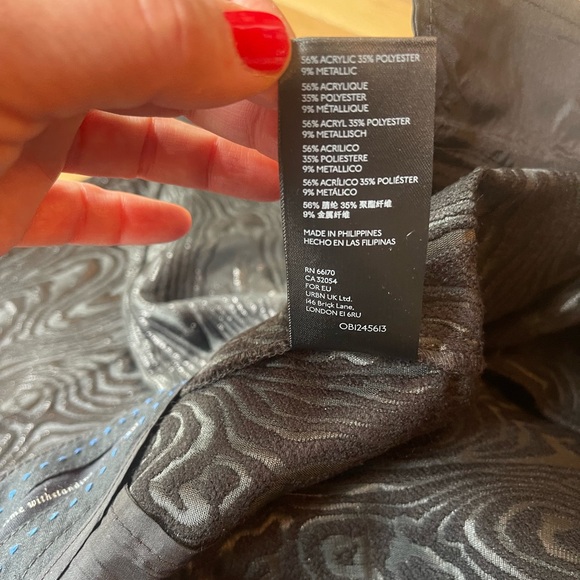 56% ACRYLIC 35% POLYESTER
9% METALLIC
56% ACRYLIQUE
35% POLYESTER
9% MÉTALLIQUE
56% ACRYL 35% POLYESTER
9% METALLISCH
56% ACRILICO
35% POLIESTERE
9% METALLICO
56% ACRÍLICO 35% POLIÉSTER
9% METÁLICO
56% 腈纶 35% 聚酯纤维
9% 金属纤维
MADE IN PHILIPPINES
HECHO EN LAS FILIPINAS
RN 66170
CA 32054
FOR EU
URBN UK Ltd.
146 Brick Lane,
LONDON E1 6RU
OB1245613